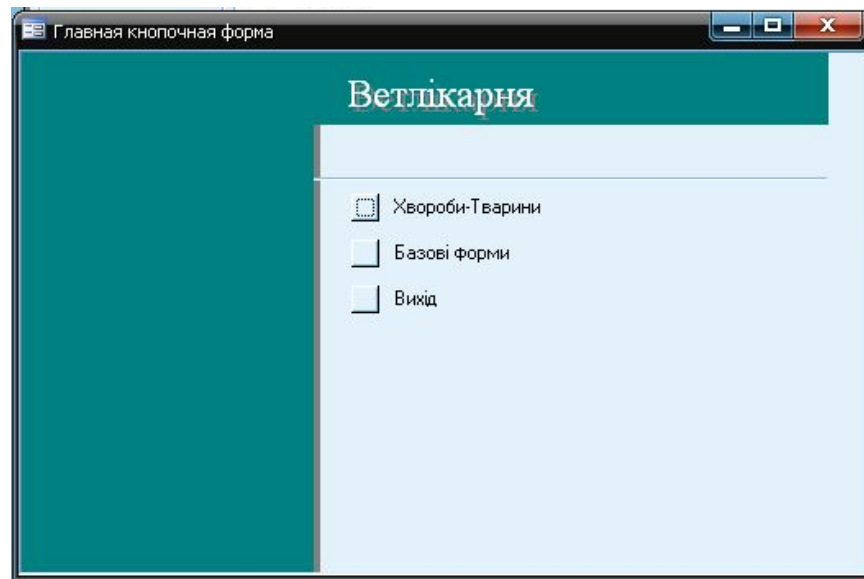 Главная кнопочная форма
Ветлікарня
Хвороби-Тварини
Базові форми
Вихід